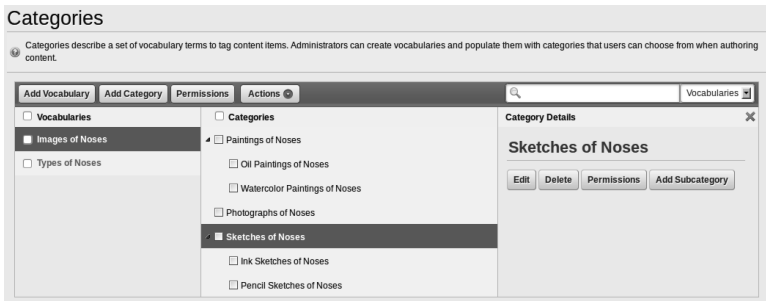 Categories
Categories describe a set of vocabulary terms to tag content items. Administrators can create vocabularies and populate them with categories that users can choose from when authoring
content.
Add Vocabulary Add Category Permissions Actions Vocabularies
Vocabularies Categories Category Details
Images of Noses Paintings of Noses Sketches of Noses
Types of Noses Oil Paintings of Noses
Watercolor Paintings of Noses Edit Delete Permissions Add Subcategory
Photographs of Noses
Sketches of Noses
Ink Sketches of Noses
Pencil Sketches of Noses